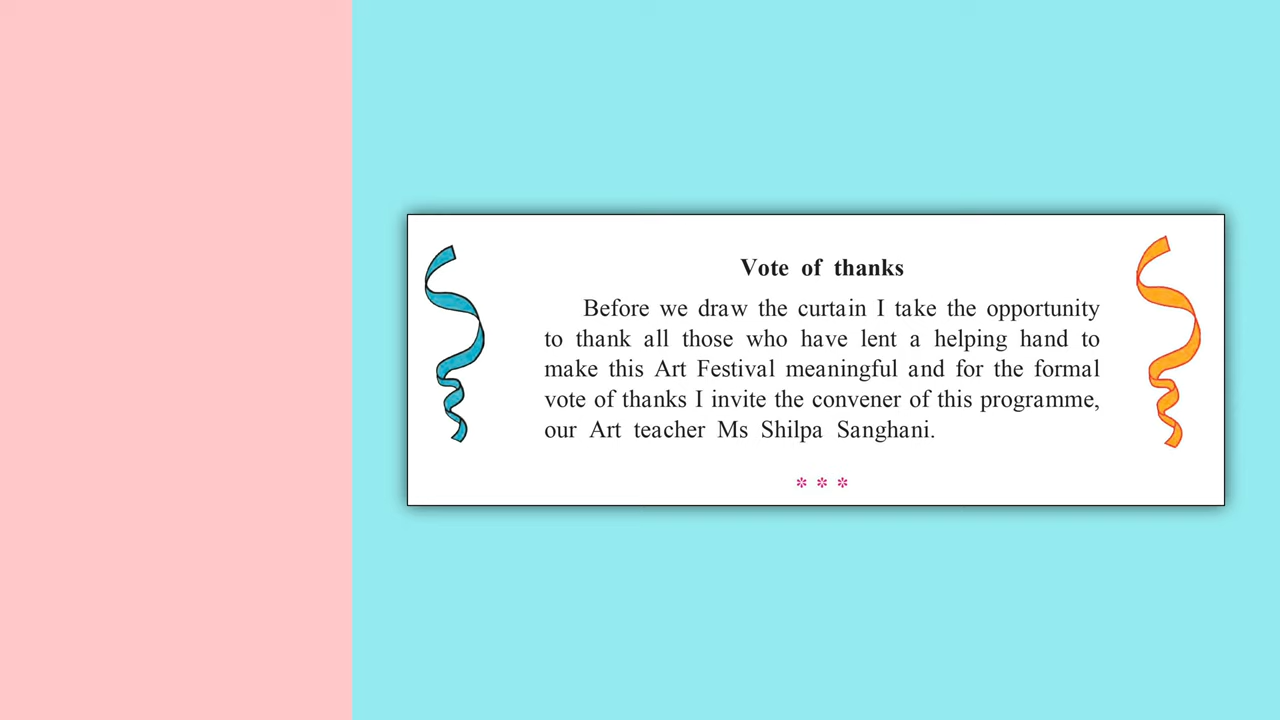 Vote of thanks
Before we draw the curtain I take the opportunity
to thank all those who have lent a helping hand to
make this Art Festival meaningful and for the formal
vote of thanks I invite the convener of this programme,
our Art teacher Ms Shilpa Sanghani.
* * *